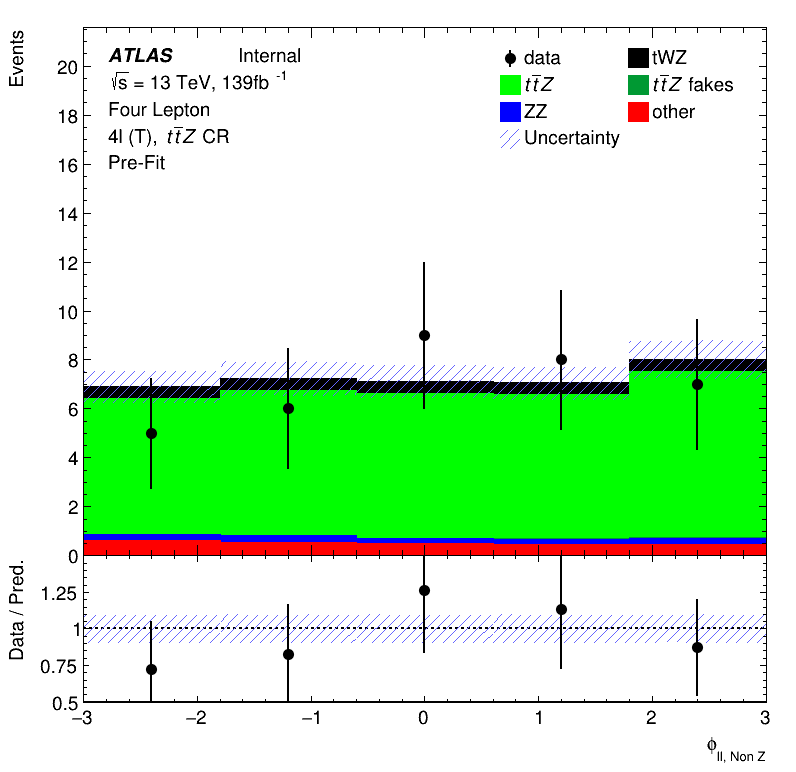 Events
ATLAS Internal
√s = 13 TeV, 139fb⁻¹
Four Lepton
4l (T), tt̄Z CR
Pre-Fit
data
tWZ
tt̄Z
tt̄Z fakes
ZZ
other
Uncertainty
20
18
16
14
12
10
8
6
4
2
0
Data / Pred.
1.25
1
0.75
0.5
−3 −2 −1 0 1 2 3
ϕ ll, Non Z